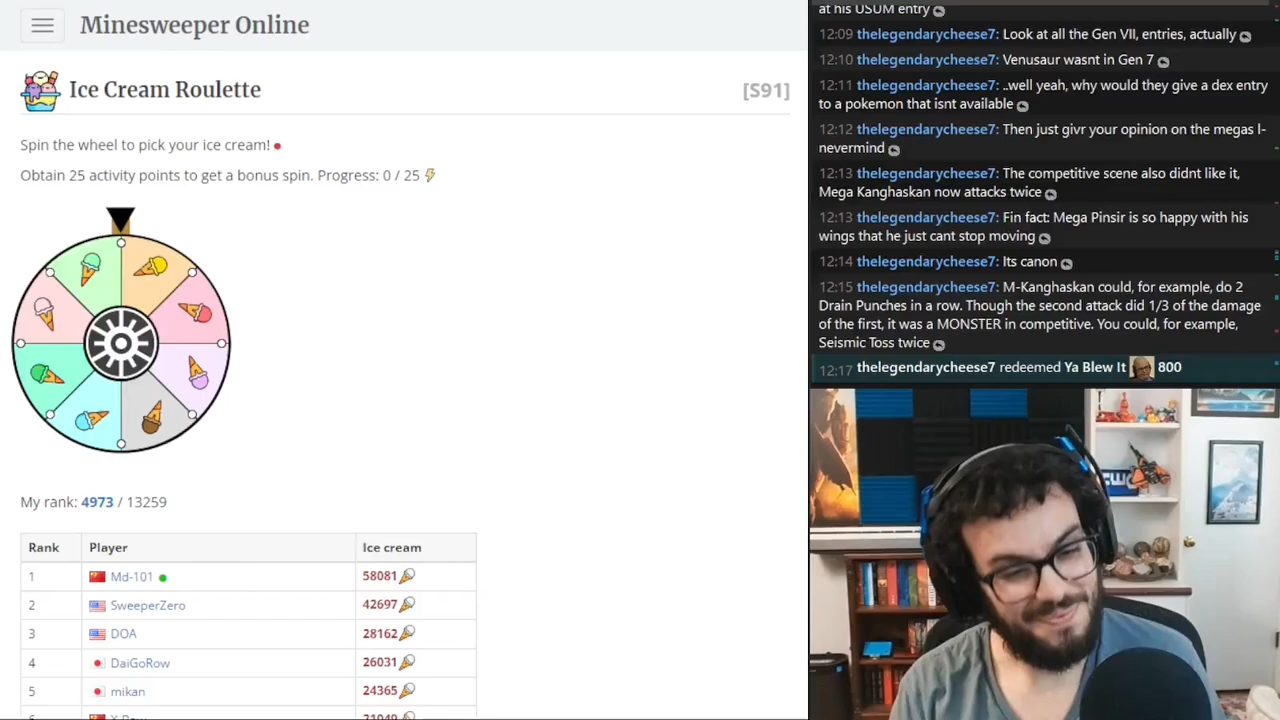 Minesweeper Online
Ice Cream Roulette
[S91]
Spin the wheel to pick your ice cream!
Obtain 25 activity points to get a bonus spin. Progress: 0 / 25
My rank: 4973 / 13259
Rank Player Ice cream
1 Md-101 58081
2 SweeperZero 42697
3 DOA 28162
4 DaiGoRow 26031
5 mikan 24365
at his USUM entry
12:09 thelegendarycheese7: Look at all the Gen VII, entries, actually
12:10 thelegendarycheese7: Venusaur wasnt in Gen 7
12:11 thelegendarycheese7: ..well yeah, why would they give a dex entry
to a pokemon that isnt available
12:12 thelegendarycheese7: Then just givr your opinion on the megas I-
nevermind
12:13 thelegendarycheese7: The competitive scene also didnt like it,
Mega Kanghaskan now attacks twice
12:13 thelegendarycheese7: Fin fact: Mega Pinsir is so happy with his
wings that he just cant stop moving
12:14 thelegendarycheese7: Its canon
12:15 thelegendarycheese7: M-Kanghaskan could, for example, do 2
Drain Punches in a row. Though the second attack did 1/3 of the damage
of the first, it was a MONSTER in competitive. You could, for example,
Seismic Toss twice
12:17 thelegendarycheese7 redeemed Ya Blew It 800